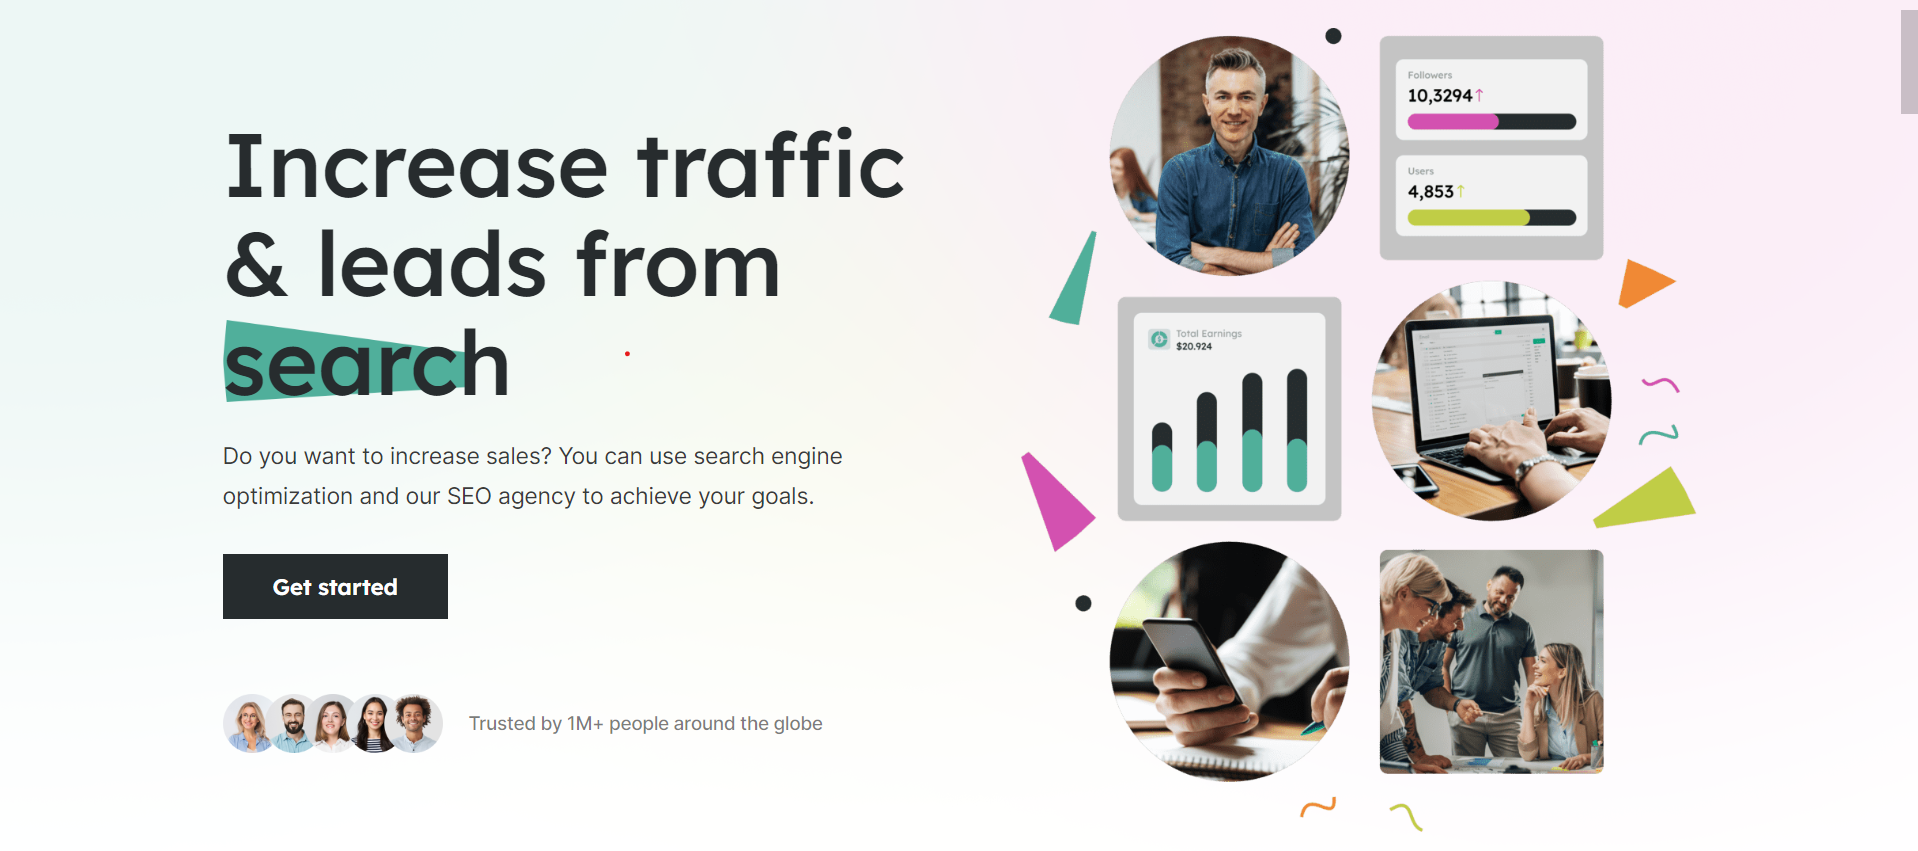 Increase traffic
& leads from
search
Do you want to increase sales? You can use search engine
optimization and our SEO agency to achieve your goals.
Get started
Trusted by 1M+ people around the globe
Followers
10,3294↑
Users
4,853↑
Total Earnings
$20.924